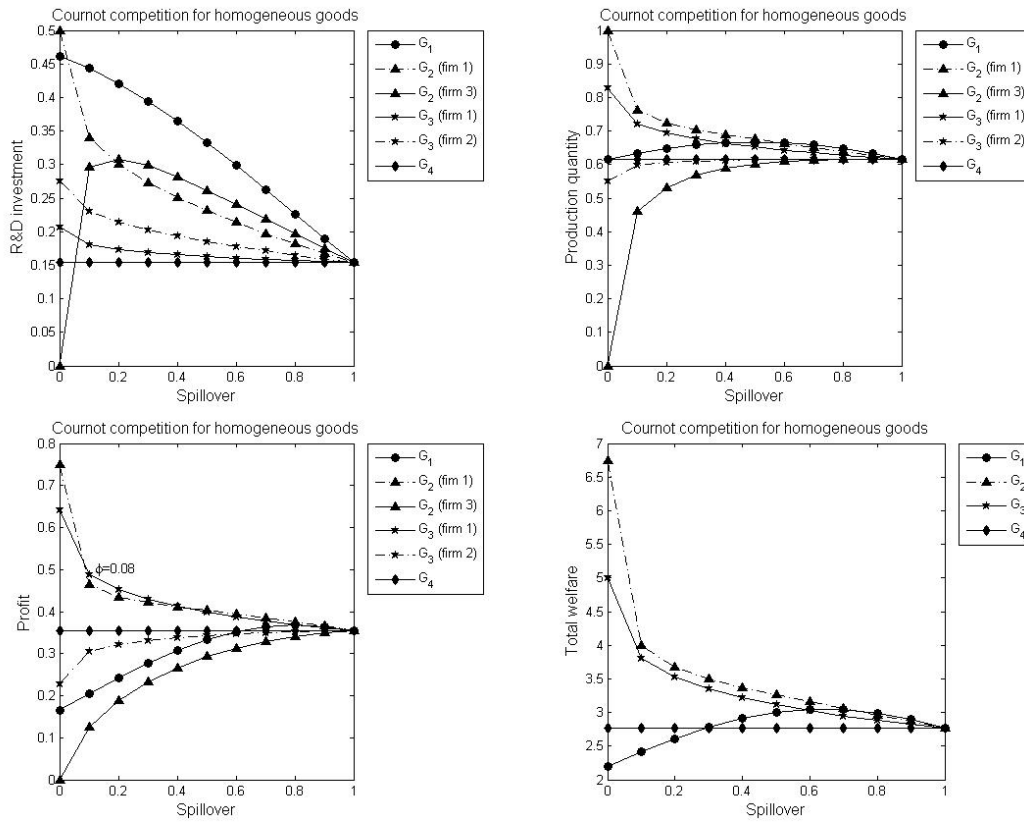 Cournot competition for homogeneous goods
0.5
0.45
0.4
0.35
0.3
0.25
0.2
0.15
0.1
0.05
0
R&D investment
0 0.2 0.4 0.6 0.8 1
Spillover
G1
G2 (fim 1)
G2 (firm 3)
G3 (firm 1)
G3 (firm 2)
G4
Cournot competition for homogeneous goods
1
0.9
0.8
0.7
0.6
0.5
0.4
0.3
0.2
0.1
0
Production quantity
0 0.2 0.4 0.6 0.8 1
Spillover
G1
G2 (fim 1)
G2 (firm 3)
G3 (firm 1)
G3 (firm 2)
G4
Cournot competition for homogeneous goods
0.8
0.7
0.6
0.5
0.4
0.3
0.2
0.1
0
Profit
ϕ=0.08
0 0.2 0.4 0.6 0.8 1
Spillover
G1
G2 (fim 1)
G2 (firm 3)
G3 (firm 1)
G3 (firm 2)
G4
Cournot competition for homogeneous goods
7
6.5
6
5.5
5
4.5
4
3.5
3
2.5
2
Total welfare
0 0.2 0.4 0.6 0.8 1
Spillover
G1
G2
G3
G4